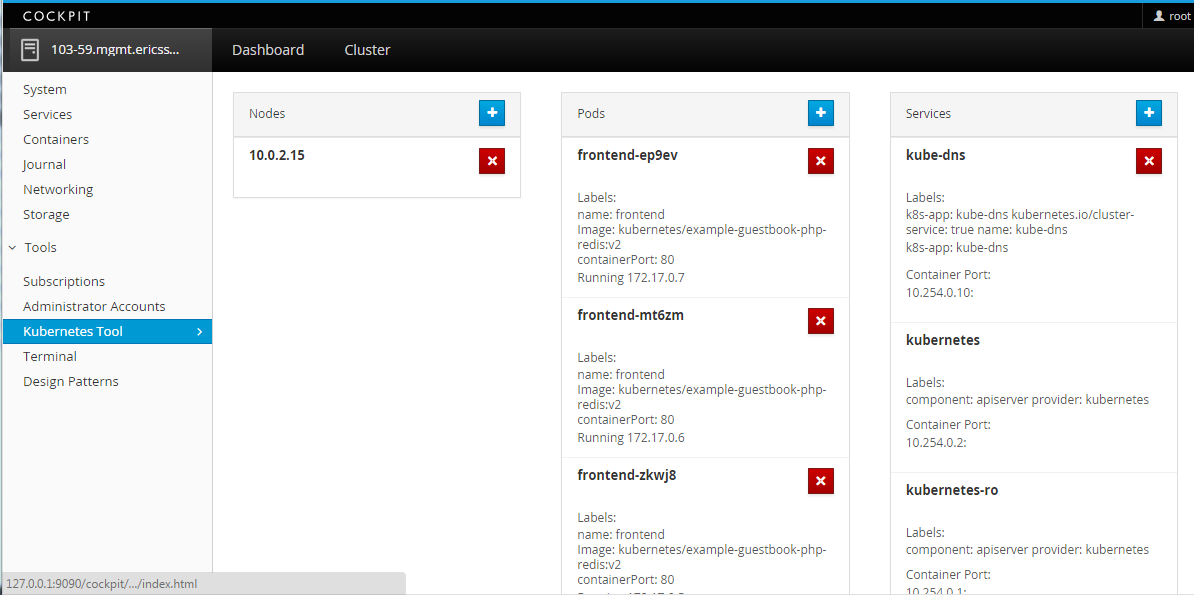 COCKPIT
root
103-59.mgmt.ericss...
Dashboard
Cluster
System
Services
Containers
Journal
Networking
Storage
Tools
Subscriptions
Administrator Accounts
Kubernetes Tool
Terminal
Design Patterns
127.0.0.1:9090/cockpit/.../index.html
Nodes
10.0.2.15
Pods
frontend-ep9ev
Labels:
name: frontend
Image: kubernetes/example-guestbook-php-
redis:v2
containerPort: 80
Running 172.17.0.7
frontend-mt6zm
Labels:
name: frontend
Image: kubernetes/example-guestbook-php-
redis:v2
containerPort: 80
Running 172.17.0.6
frontend-zkwj8
Labels:
name: frontend
Image: kubernetes/example-guestbook-php-
redis:v2
containerPort: 80
Services
kube-dns
Labels:
k8s-app: kube-dns kubernetes.io/cluster-
service: true name: kube-dns
k8s-app: kube-dns
Container Port:
10.254.0.10:
kubernetes
Labels:
component: apiserver provider: kubernetes
Container Port:
10.254.0.2:
kubernetes-ro
Labels:
component: apiserver provider: kubernetes
Container Port:
10.254.0.1: